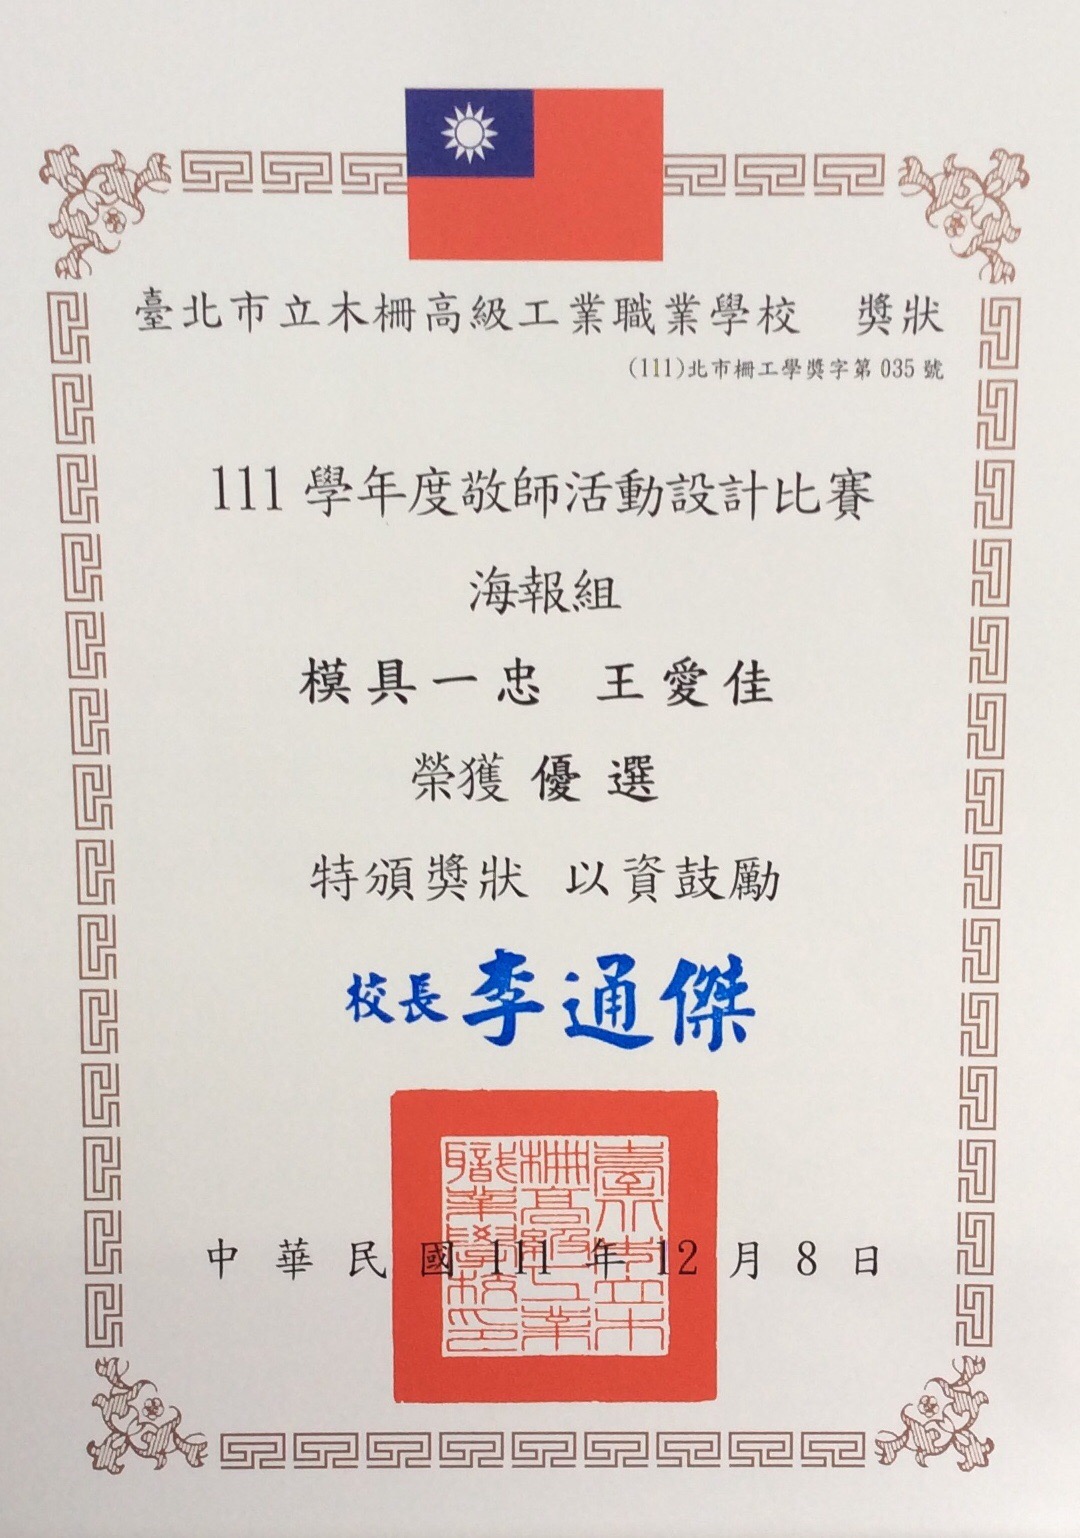 臺北市立木柵高級工業職業學校 獎狀
(111)北市柵工學獎字第 035 號
111 學年度敬師活動設計比賽
海報組
模具一忠 王愛佳
榮獲 優選
特頒獎狀 以資鼓勵
校長 李通傑
中華民國 111 年 12 月 8 日
臺北市立木
柵高級工業
職業學校印